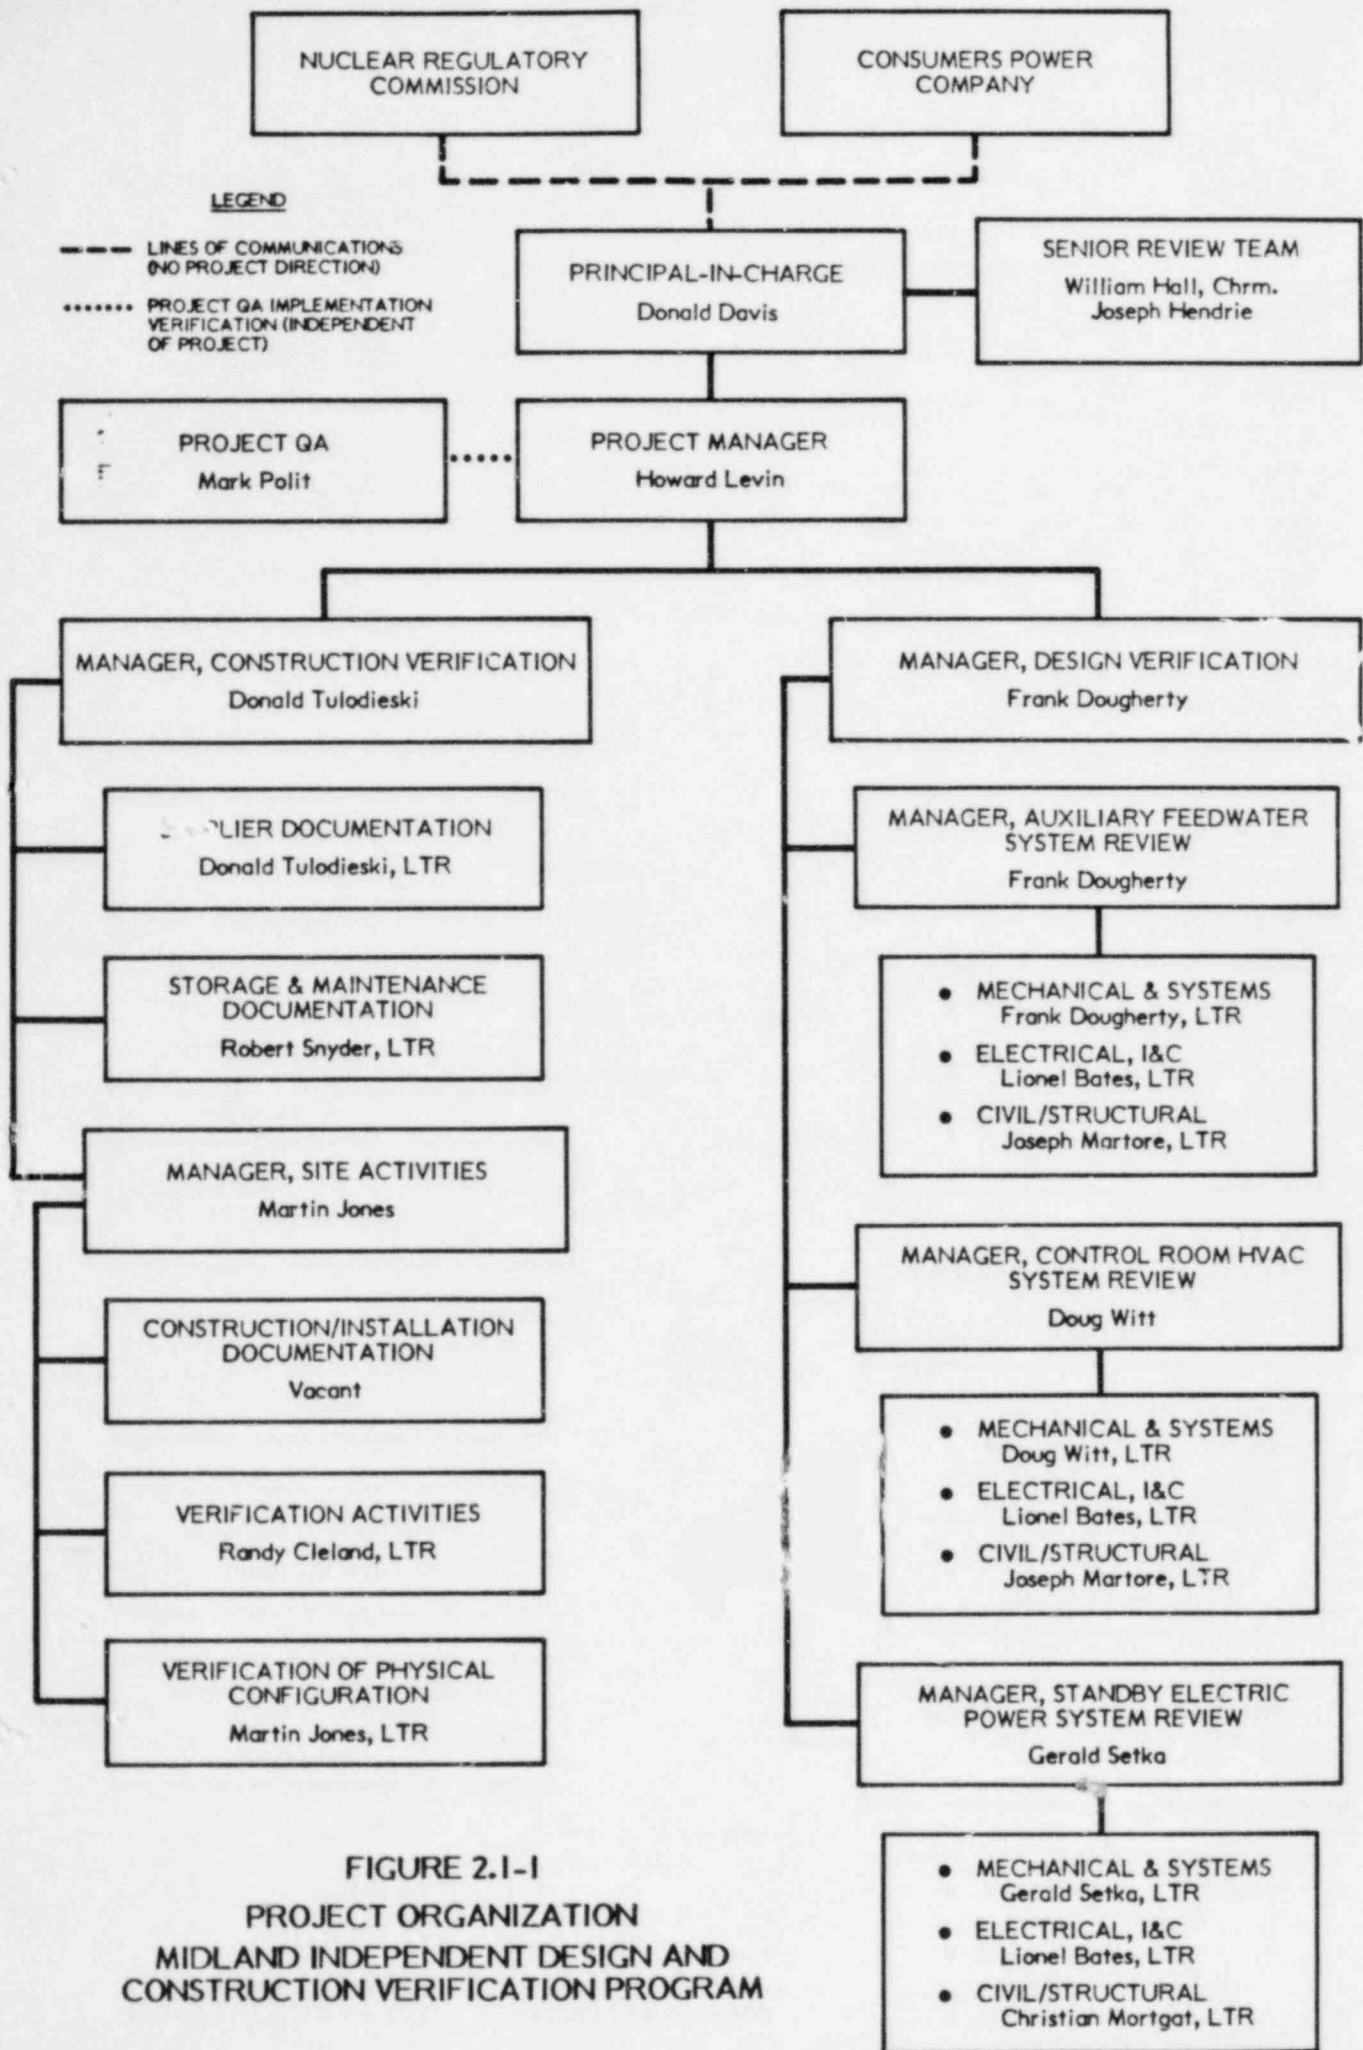 NUCLEAR REGULATORY
COMMISSION
CONSUMERS POWER
COMPANY
LEGEND
LINES OF COMMUNICATIONS
(NO PROJECT DIRECTION)
PROJECT QA IMPLEMENTATION
VERIFICATION (INDEPENDENT
OF PROJECT)
PRINCIPAL-IN-CHARGE
Donald Davis
SENIOR REVIEW TEAM
William Hall, Chrm.
Joseph Hendrie
PROJECT QA
Mark Polit
PROJECT MANAGER
Howard Levin
MANAGER, CONSTRUCTION VERIFICATION
Donald Tulodieski
DOCUMENTATION
Donald Tulodieski, LTR
STORAGE & MAINTENANCE
DOCUMENTATION
Robert Snyder, LTR
MANAGER, SITE ACTIVITIES
Martin Jones
CONSTRUCTION/INSTALLATION
DOCUMENTATION
Vacant
VERIFICATION ACTIVITIES
Randy Cleland, LTR
VERIFICATION OF PHYSICAL
CONFIGURATION
Martin Jones, LTR
MANAGER, DESIGN VERIFICATION
Frank Dougherty
MANAGER, AUXILIARY FEEDWATER
SYSTEM REVIEW
Frank Dougherty
• MECHANICAL & SYSTEMS
Frank Dougherty, LTR
• ELECTRICAL, I&C
Lionel Bates, LTR
• CIVIL/STRUCTURAL
Joseph Martore, LTR
MANAGER, CONTROL ROOM HVAC
SYSTEM REVIEW
Doug Witt
• MECHANICAL & SYSTEMS
Doug Witt, LTR
• ELECTRICAL, I&C
Lionel Bates, LTR
• CIVIL/STRUCTURAL
Joseph Martore, LTR
MANAGER, STANDBY ELECTRIC
POWER SYSTEM REVIEW
Gerald Setka
• MECHANICAL & SYSTEMS
Gerald Setka, LTR
• ELECTRICAL, I&C
Lionel Bates, LTR
• CIVIL/STRUCTURAL
Christian Mortgat, LTR
FIGURE 2.1-1
PROJECT ORGANIZATION
MIDLAND INDEPENDENT DESIGN AND
CONSTRUCTION VERIFICATION PROGRAM